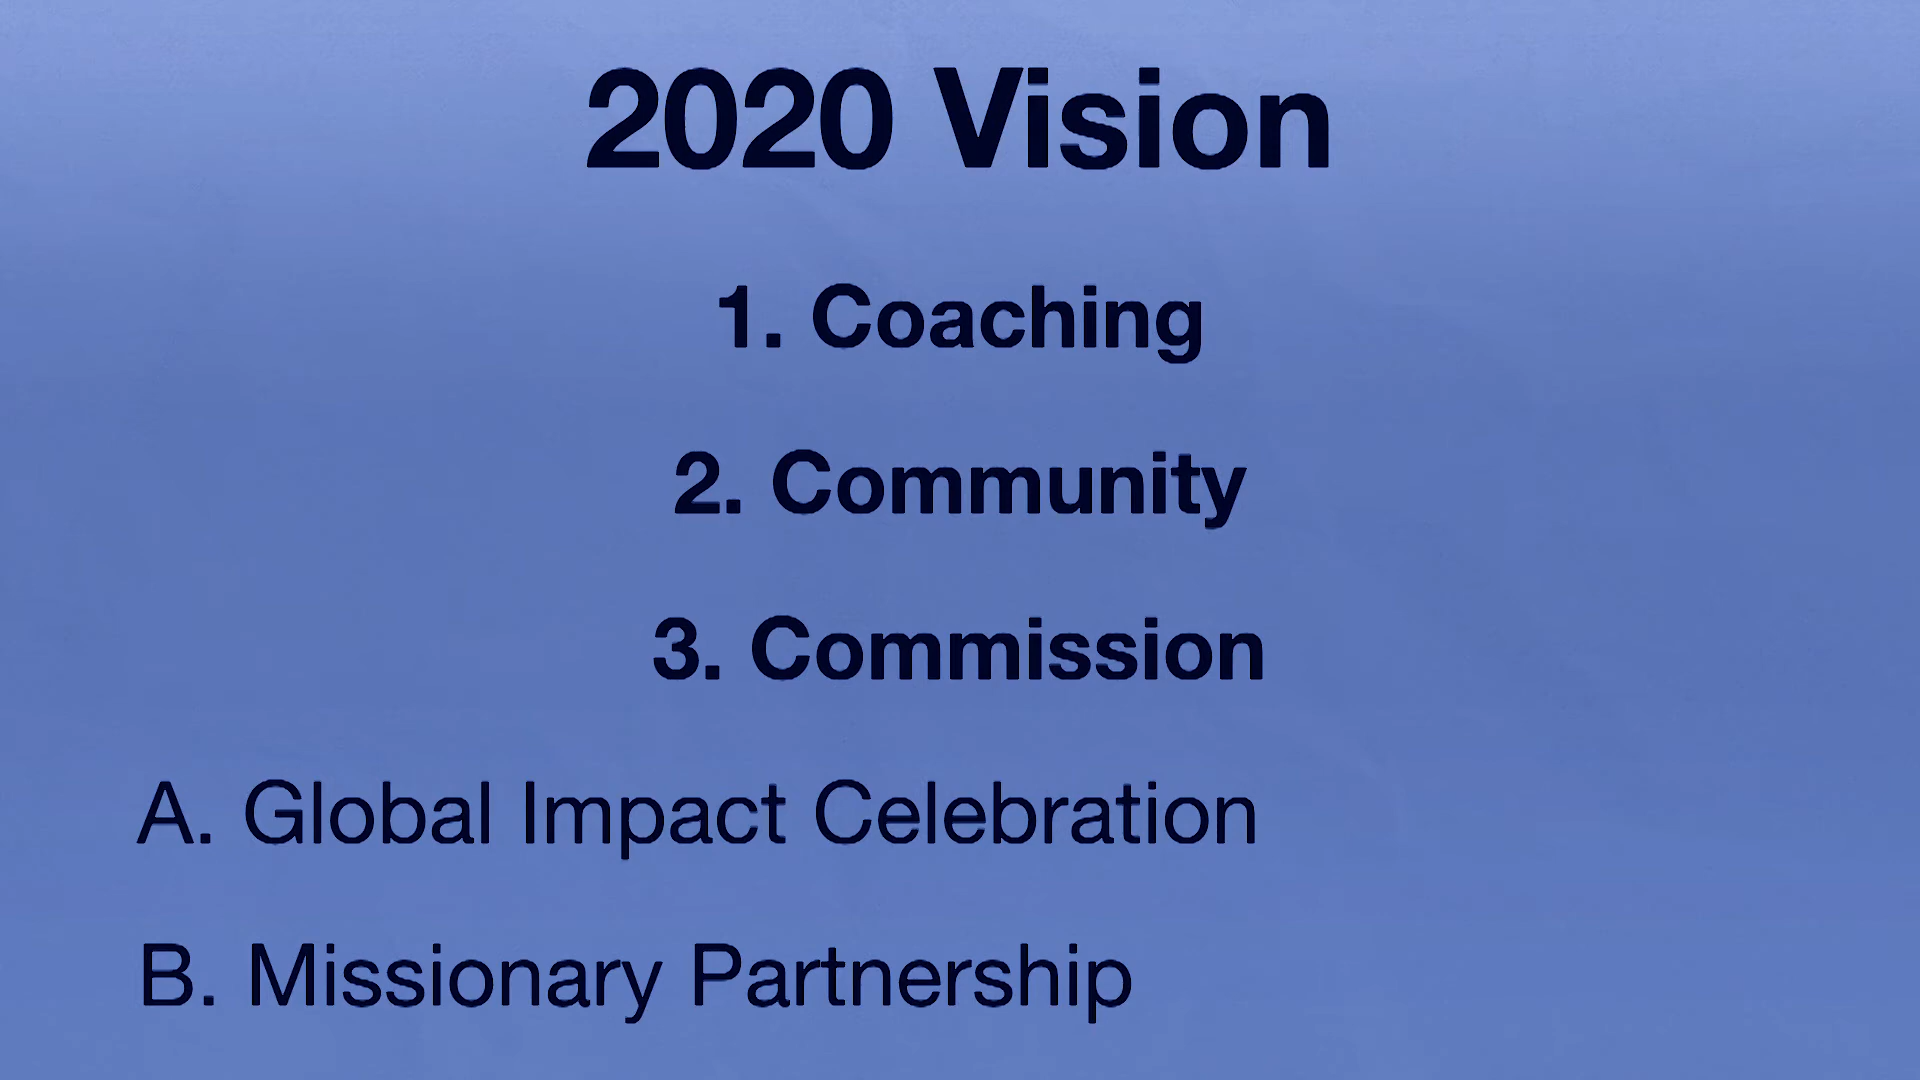 2020 Vision
1. Coaching
2. Community
3. Commission
A. Global Impact Celebration
B. Missionary Partnership